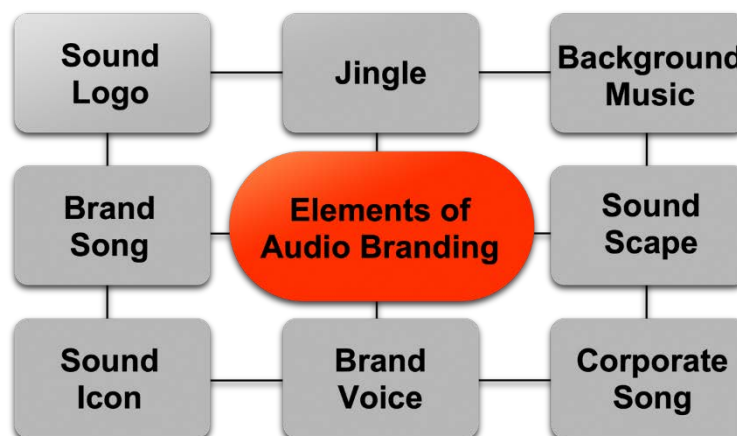 Sound
Logo
Jingle
Background
Music
Brand
Song
Elements of
Audio Branding
Sound
Scape
Sound
Icon
Brand
Voice
Corporate
Song